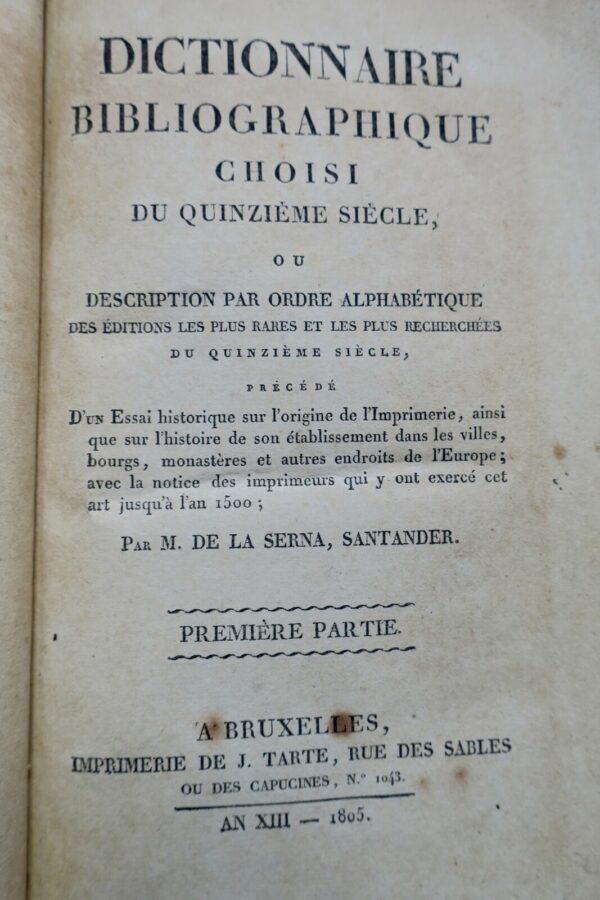 DICTIONNAIRE
BIBLIOGRAPHIQUE
CHOISI
DU QUINZIÈME SIÈCLE,
OU
DESCRIPTION PAR ORDRE ALPHABÉTIQUE
DES ÉDITIONS LES PLUS RARES ET LES PLUS RECHERCHÉES
DU QUINZIÈME SIÈCLE,
PRÉCÉDÉ
D'UN Essai historique sur l'origine de l'Imprimerie, ainsi
que sur l'histoire de son établissement dans les villes,
bourgs, monastères et autres endroits de l'Europe;
avec la notice des imprimeurs qui y ont exercé cet
art jusqu'à l'an 1500;
PAR M. DE LA SERNA, SANTANDER.
PREMIÈRE PARTIE.
A BRUXELLES,
IMPRIMERIE DE J. TARTE, RUE DES SABLES
OU DES CAPUCINES, N.° 1043.
AN XIII — 1805.